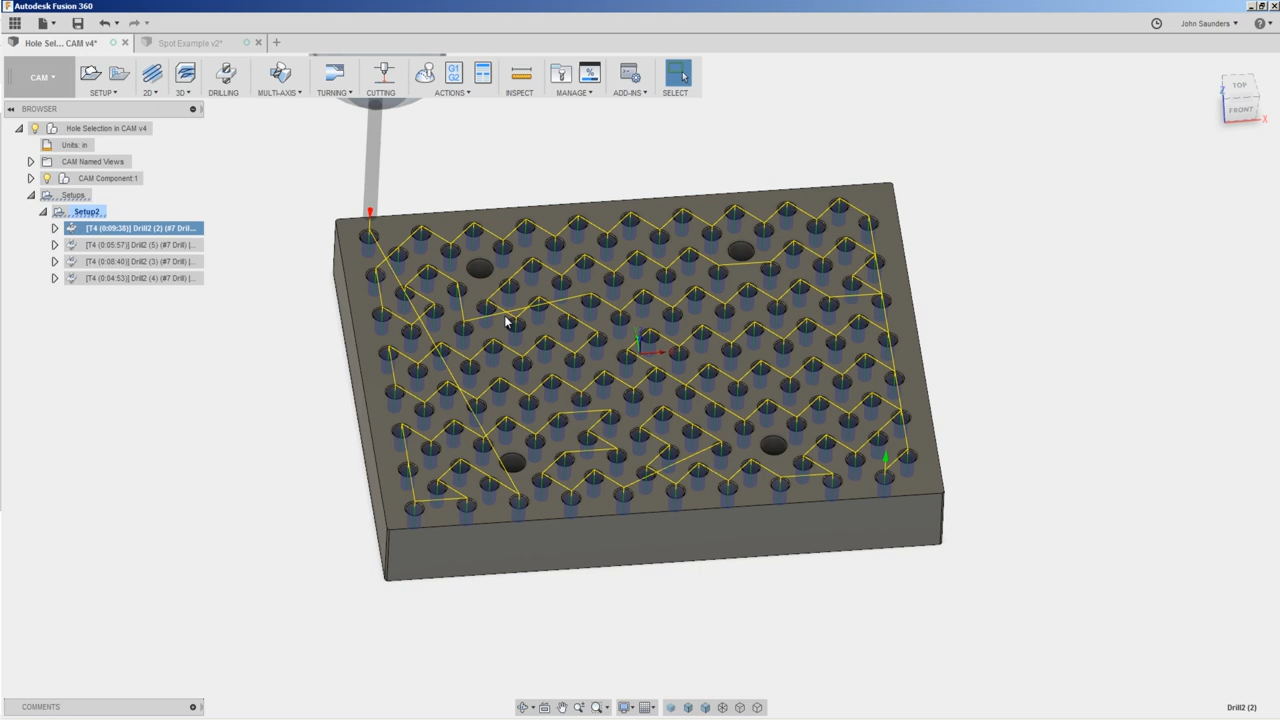 Autodesk Fusion 360
John Saunders
Hole Sel... CAM v4*
Spot Example v2*
CAM
SETUP
2D
3D
DRILLING
MULTI-AXIS
TURNING
CUTTING
G1
G2
ACTIONS
INSPECT
MANAGE
ADD-INS
SELECT
TOP
FRONT
Z
X
BROWSER
Hole Selection in CAM v4
Units: in
CAM Named Views
CAM Component:1
Setups
Setup2
[T4 (0:09:38)] Drill2 (2) (#7 Dril...
[T4 (0:05:57)] Drill2 (5) (#7 Drill) [...
[T4 (0:08:40)] Drill2 (3) (#7 Drill) [...
[T4 (0:04:53)] Drill2 (4) (#7 Drill) [...
COMMENTS
Drill2 (2)